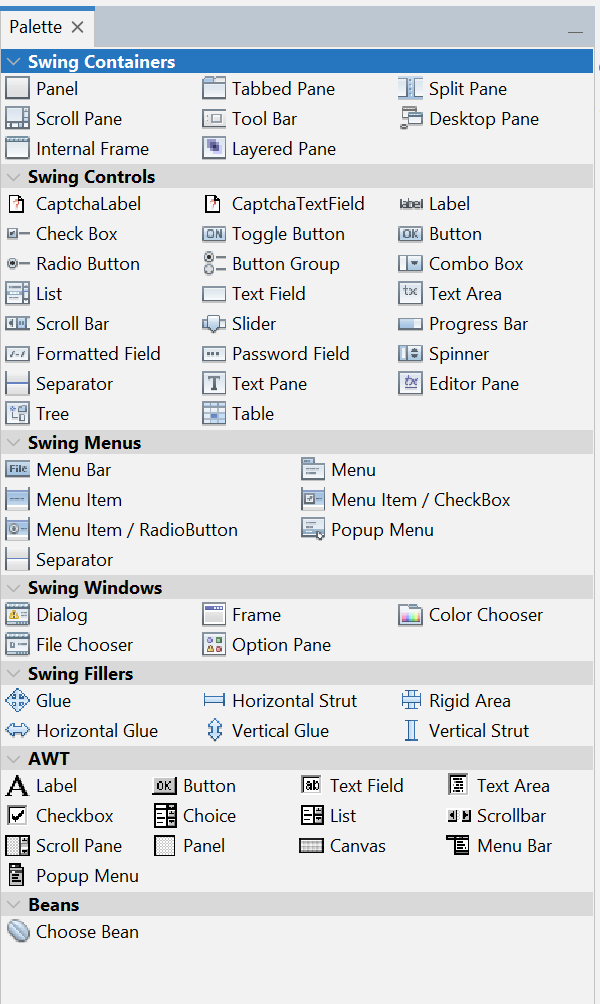 Palette
Swing Containers
Panel Tabbed Pane Split Pane
Scroll Pane Tool Bar Desktop Pane
Internal Frame Layered Pane
Swing Controls
CaptchaLabel CaptchaTextField label Label
Check Box ON Toggle Button OK Button
Radio Button Button Group Combo Box
List Text Field tx Text Area
Scroll Bar Slider Progress Bar
Formatted Field Password Field Spinner
Separator T Text Pane tx Editor Pane
Tree Table
Swing Menus
File Menu Bar Menu
Menu Item Menu Item / CheckBox
Menu Item / RadioButton Popup Menu
Separator
Swing Windows
Dialog Frame Color Chooser
File Chooser Option Pane
Swing Fillers
Glue Horizontal Strut Rigid Area
Horizontal Glue Vertical Glue Vertical Strut
AWT
A Label OK Button ab Text Field Text Area
Checkbox Choice List Scrollbar
Scroll Pane Panel Canvas Menu Bar
Popup Menu
Beans
Choose Bean